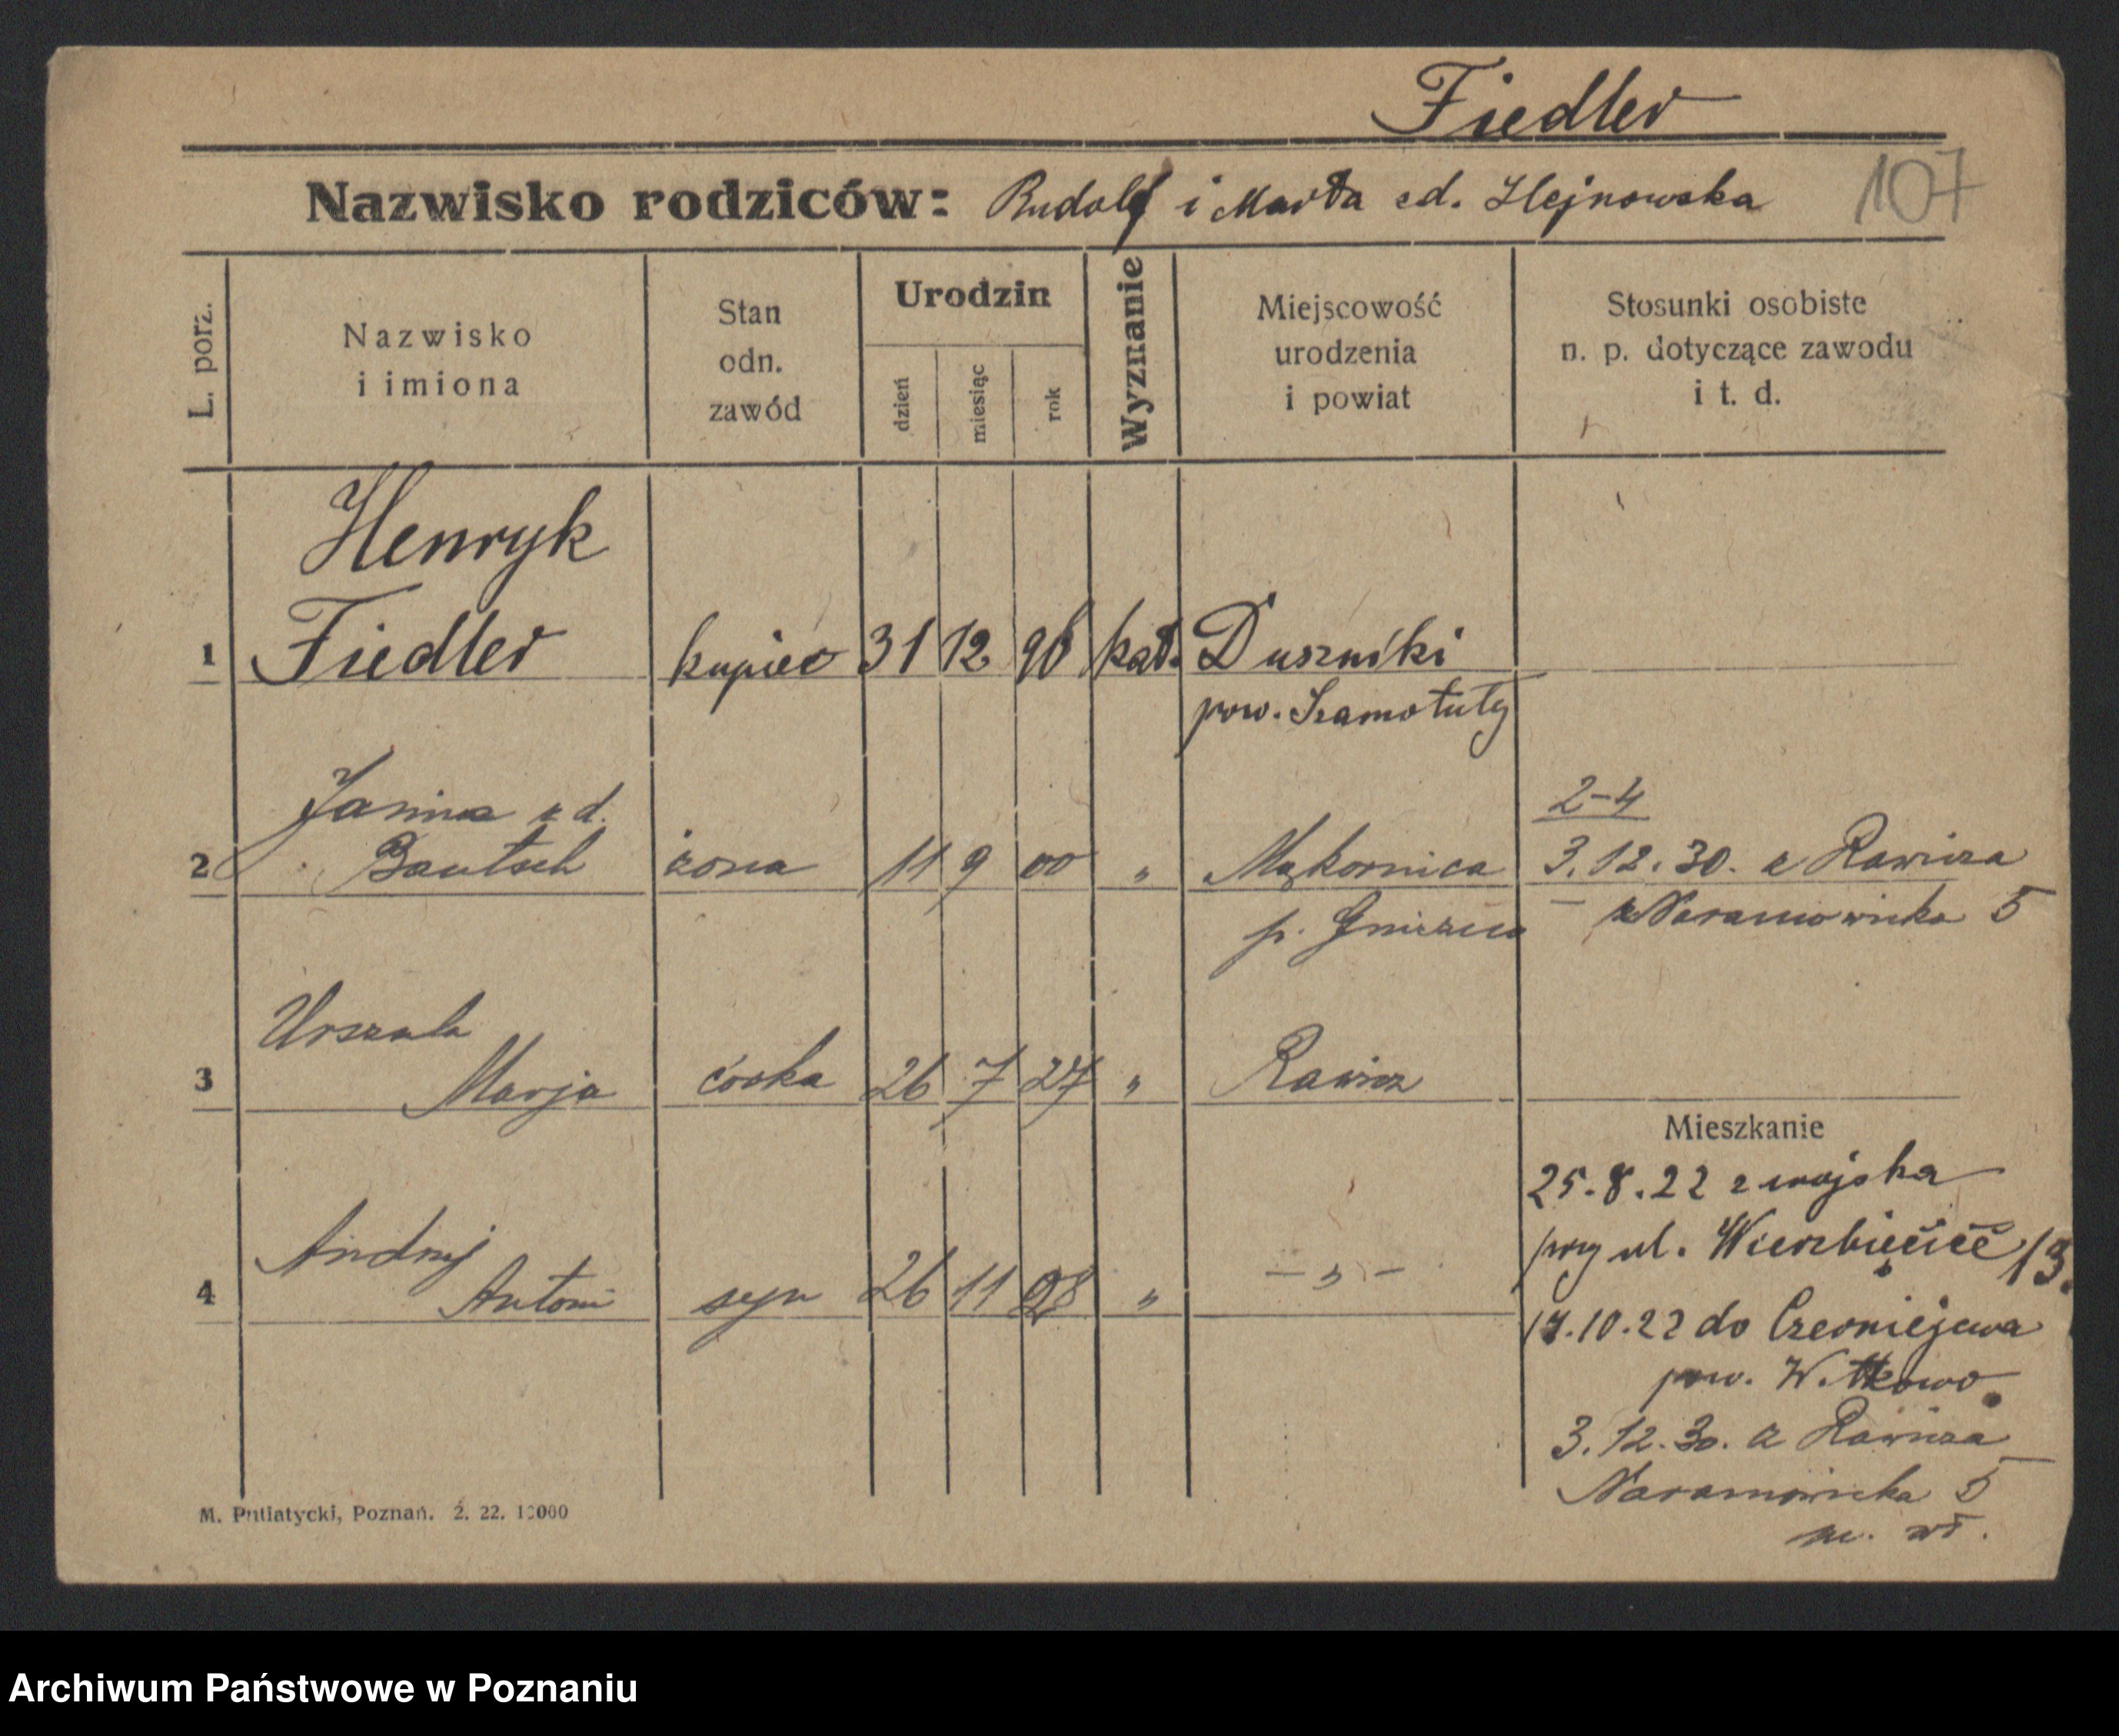 Fiedler
Nazwisko rodziców: Rudolf i Marta zd. Hejnowska 107
L. porz.
Nazwisko
i imiona
Stan
odn.
zawód
Urodzin
dzień
miesiąc
rok
Wyznanie
Miejscowość
urodzenia
i powiat
Stosunki osobiste
n. p. dotyczące zawodu
i t. d.
Henryk
1 Fiedler kupiec 31 12 96 kat. Duszniki
pow. Szamotuły
Janina z d.
2 Bautsch żona 11 9 00 „ Mąkownica
p. Gniezno
2-4
3.12.30. z Rawicza
Naramowicka 5
Urszula
3 Marja córka 26 7 27 „ Rawicz
Andrzej
4 Antoni syn 26 11 28 „ — „ —
Mieszkanie
25.8.22 z wojska
przy ul. Wierzbięcice 13.
17.10.22 do Czerniejewa
pow. Witkowo.
3.12.30. z Rawicza
Naramowicka 5
M. Putiatycki, Poznań. Ź. 22. 10000
Archiwum Państwowe w Poznaniu